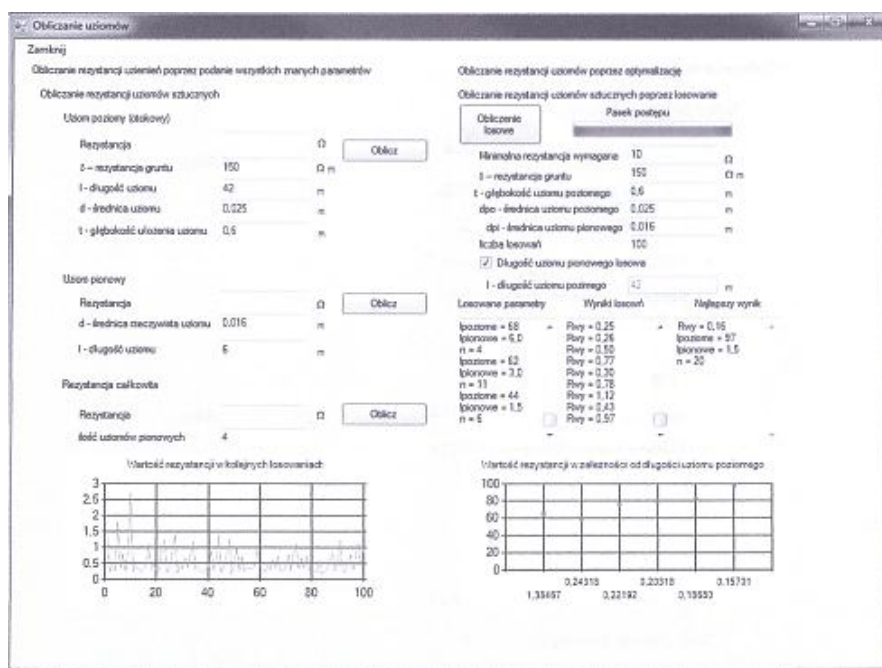 Obliczanie uziomów
Zamknij
Obliczanie rezystancji uziemień poprzez podanie wszystkich znanych parametrów
Obliczanie rezystancji uziomów sztucznych
Uziom poziomy (otokowy)
Rezystancja Ω Oblicz
δ – rezystancja gruntu 150 Ω m
l - długość uziomu 42 m
d - średnica uziomu 0,025 m
t - głębokość ułożenia uziomu 0,6 m
Uziom pionowy
Rezystancja Ω Oblicz
d - średnica rzeczywista uziomu 0,016 m
l - długość uziomu 6 m
Rezystancja całkowita
Rezystancja Ω Oblicz
ilość uziomów pionowych 4
Wartość rezystancji w kolejnych losowaniach
3
2.5
2
1.5
1
0.5
0
0 20 40 60 80 100
Obliczanie rezystancji uziomów poprzez optymalizację
Obliczanie rezystancji uziomów sztucznych poprzez losowanie
Obliczenie losowe
Pasek postępu
Minimalna rezystancja wymagana 10 Ω
δ – rezystancja gruntu 150 Ω m
t - głębokość uziomu poziomego 0,6 m
dpo - średnica uziomu poziomego 0,025 m
dpi - średnica uziomu pionowego 0,016 m
liczba losowań 100
Długość uziomu pionowego losowa
l - długość uziomu pozimego 42 m
Losowane parametry Wyniki losowń Najlepszy wynik
lpoziome = 68 Rwy = 0,25 Rwy = 0,16
lpionowe = 6,0 Rwy = 0,26 lpoziome = 97
n = 4 Rwy = 0,50 lpionowe = 1,5
lpoziome = 62 Rwy = 0,77 n = 20
lpionowe = 3,0 Rwy = 0,30
n = 11 Rwy = 0,78
lpoziome = 44 Rwy = 1,12
lpionowe = 1,5 Rwy = 0,43
n = 6 Rwy = 0,97
Wartość rezystancji w zależności od długości uziomu poziomego
100
80
60
40
20
0
0,24318 0,20318 0,15731
0,22192